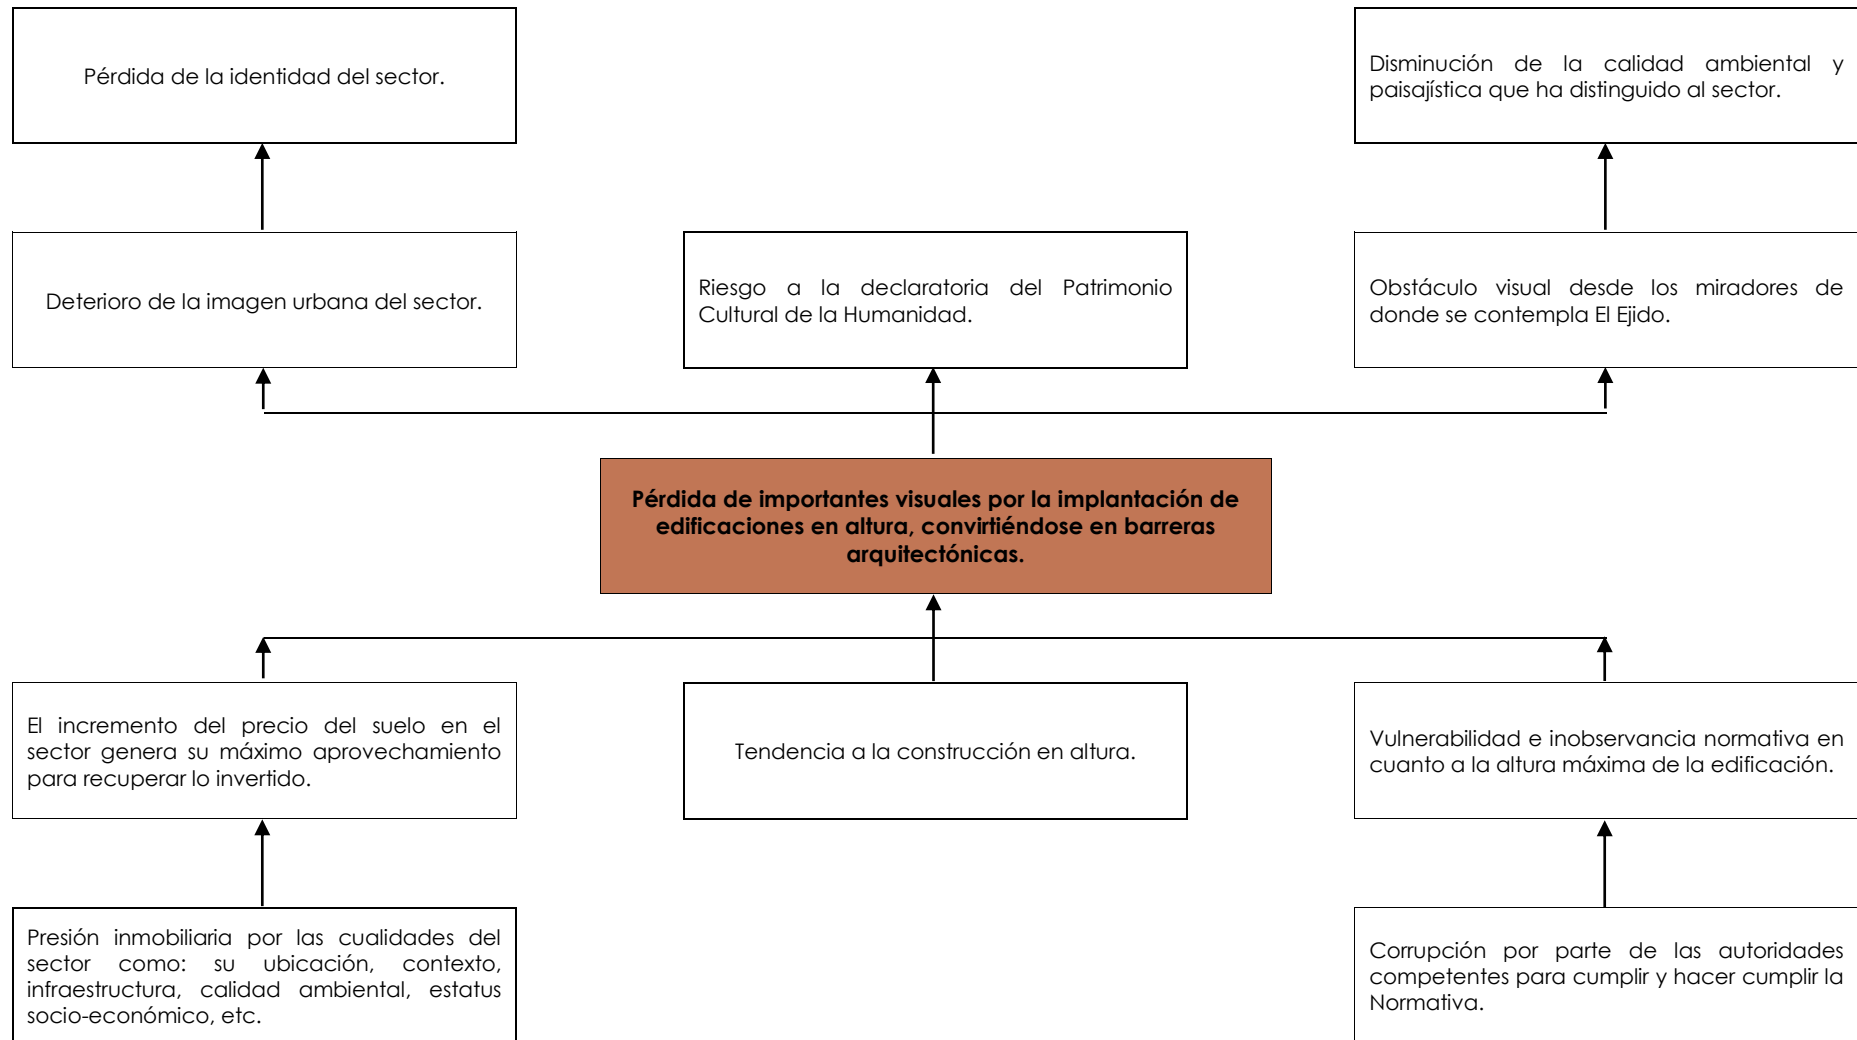 Pérdida de la identidad del sector.
Disminución de la calidad ambiental y
paisajística que ha distinguido al sector.
Deterioro de la imagen urbana del sector.
Riesgo a la declaratoria del Patrimonio
Cultural de la Humanidad.
Obstáculo visual desde los miradores de
donde se contempla El Ejido.
Pérdida de importantes visuales por la implantación de
edificaciones en altura, convirtiéndose en barreras
arquitectónicas.
El incremento del precio del suelo en el
sector genera su máximo aprovechamiento
para recuperar lo invertido.
Tendencia a la construcción en altura.
Vulnerabilidad e inobservancia normativa en
cuanto a la altura máxima de la edificación.
Presión inmobiliaria por las cualidades del
sector como: su ubicación, contexto,
infraestructura, calidad ambiental, estatus
socio-económico, etc.
Corrupción por parte de las autoridades
competentes para cumplir y hacer cumplir la
Normativa.